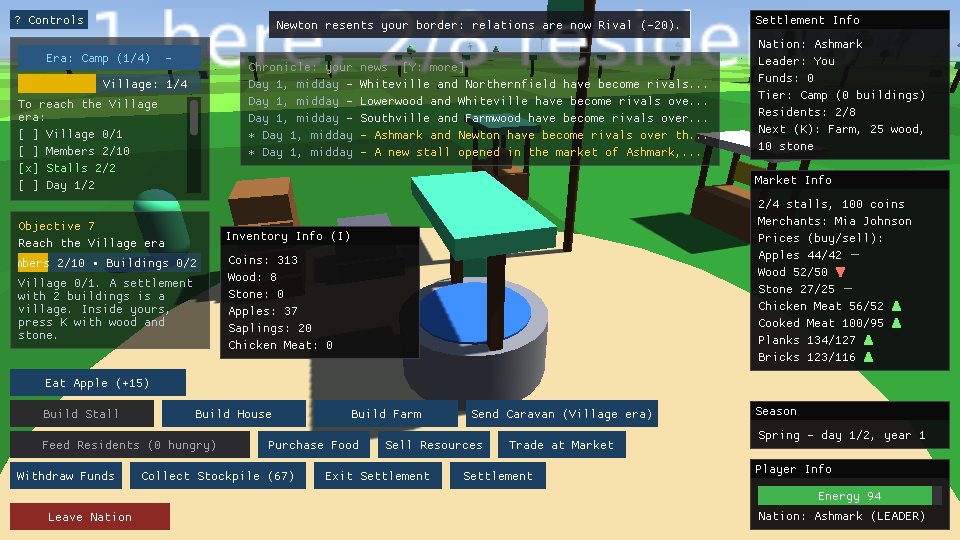 ? Controls
Newton resents your border: relations are now Rival (-20).
1 here, 2/8 reside
Era: Camp (1/4) -
Village: 1/4
To reach the Village
era:
[ ] Village 0/1
[ ] Members 2/10
[x] Stalls 2/2
[ ] Day 1/2
Chronicle: your news [Y: more]
Day 1, midday - Whiteville and Northernfield have become rivals...
Day 1, midday - Lowerwood and Whiteville have become rivals ove...
Day 1, midday - Southville and Farmwood have become rivals over...
* Day 1, midday - Ashmark and Newton have become rivals over th...
* Day 1, midday - A new stall opened in the market of Ashmark,...
Objective 7
Reach the Village era
mbers 2/10 • Buildings 0/2
Village 0/1. A settlement
with 2 buildings is a
village. Inside yours,
press K with wood and
stone.
Inventory Info (I)
Coins: 313
Wood: 8
Stone: 0
Apples: 37
Saplings: 20
Chicken Meat: 0
Settlement Info
Nation: Ashmark
Leader: You
Funds: 0
Tier: Camp (0 buildings)
Residents: 2/8
Next (K): Farm, 25 wood,
10 stone
Market Info
2/4 stalls, 100 coins
Merchants: Mia Johnson
Prices (buy/sell):
Apples 44/42 —
Wood 52/50 ▼
Stone 27/25 —
Chicken Meat 56/52 ▲
Cooked Meat 100/95 ▲
Planks 134/127 ▲
Bricks 123/116 ▲
Season
Spring - day 1/2, year 1
Player Info
Energy 94
Nation: Ashmark (LEADER)
Eat Apple (+15)
Build Stall
Build House
Build Farm
Send Caravan (Village era)
Feed Residents (0 hungry)
Purchase Food
Sell Resources
Trade at Market
Withdraw Funds
Collect Stockpile (67)
Exit Settlement
Settlement
Leave Nation